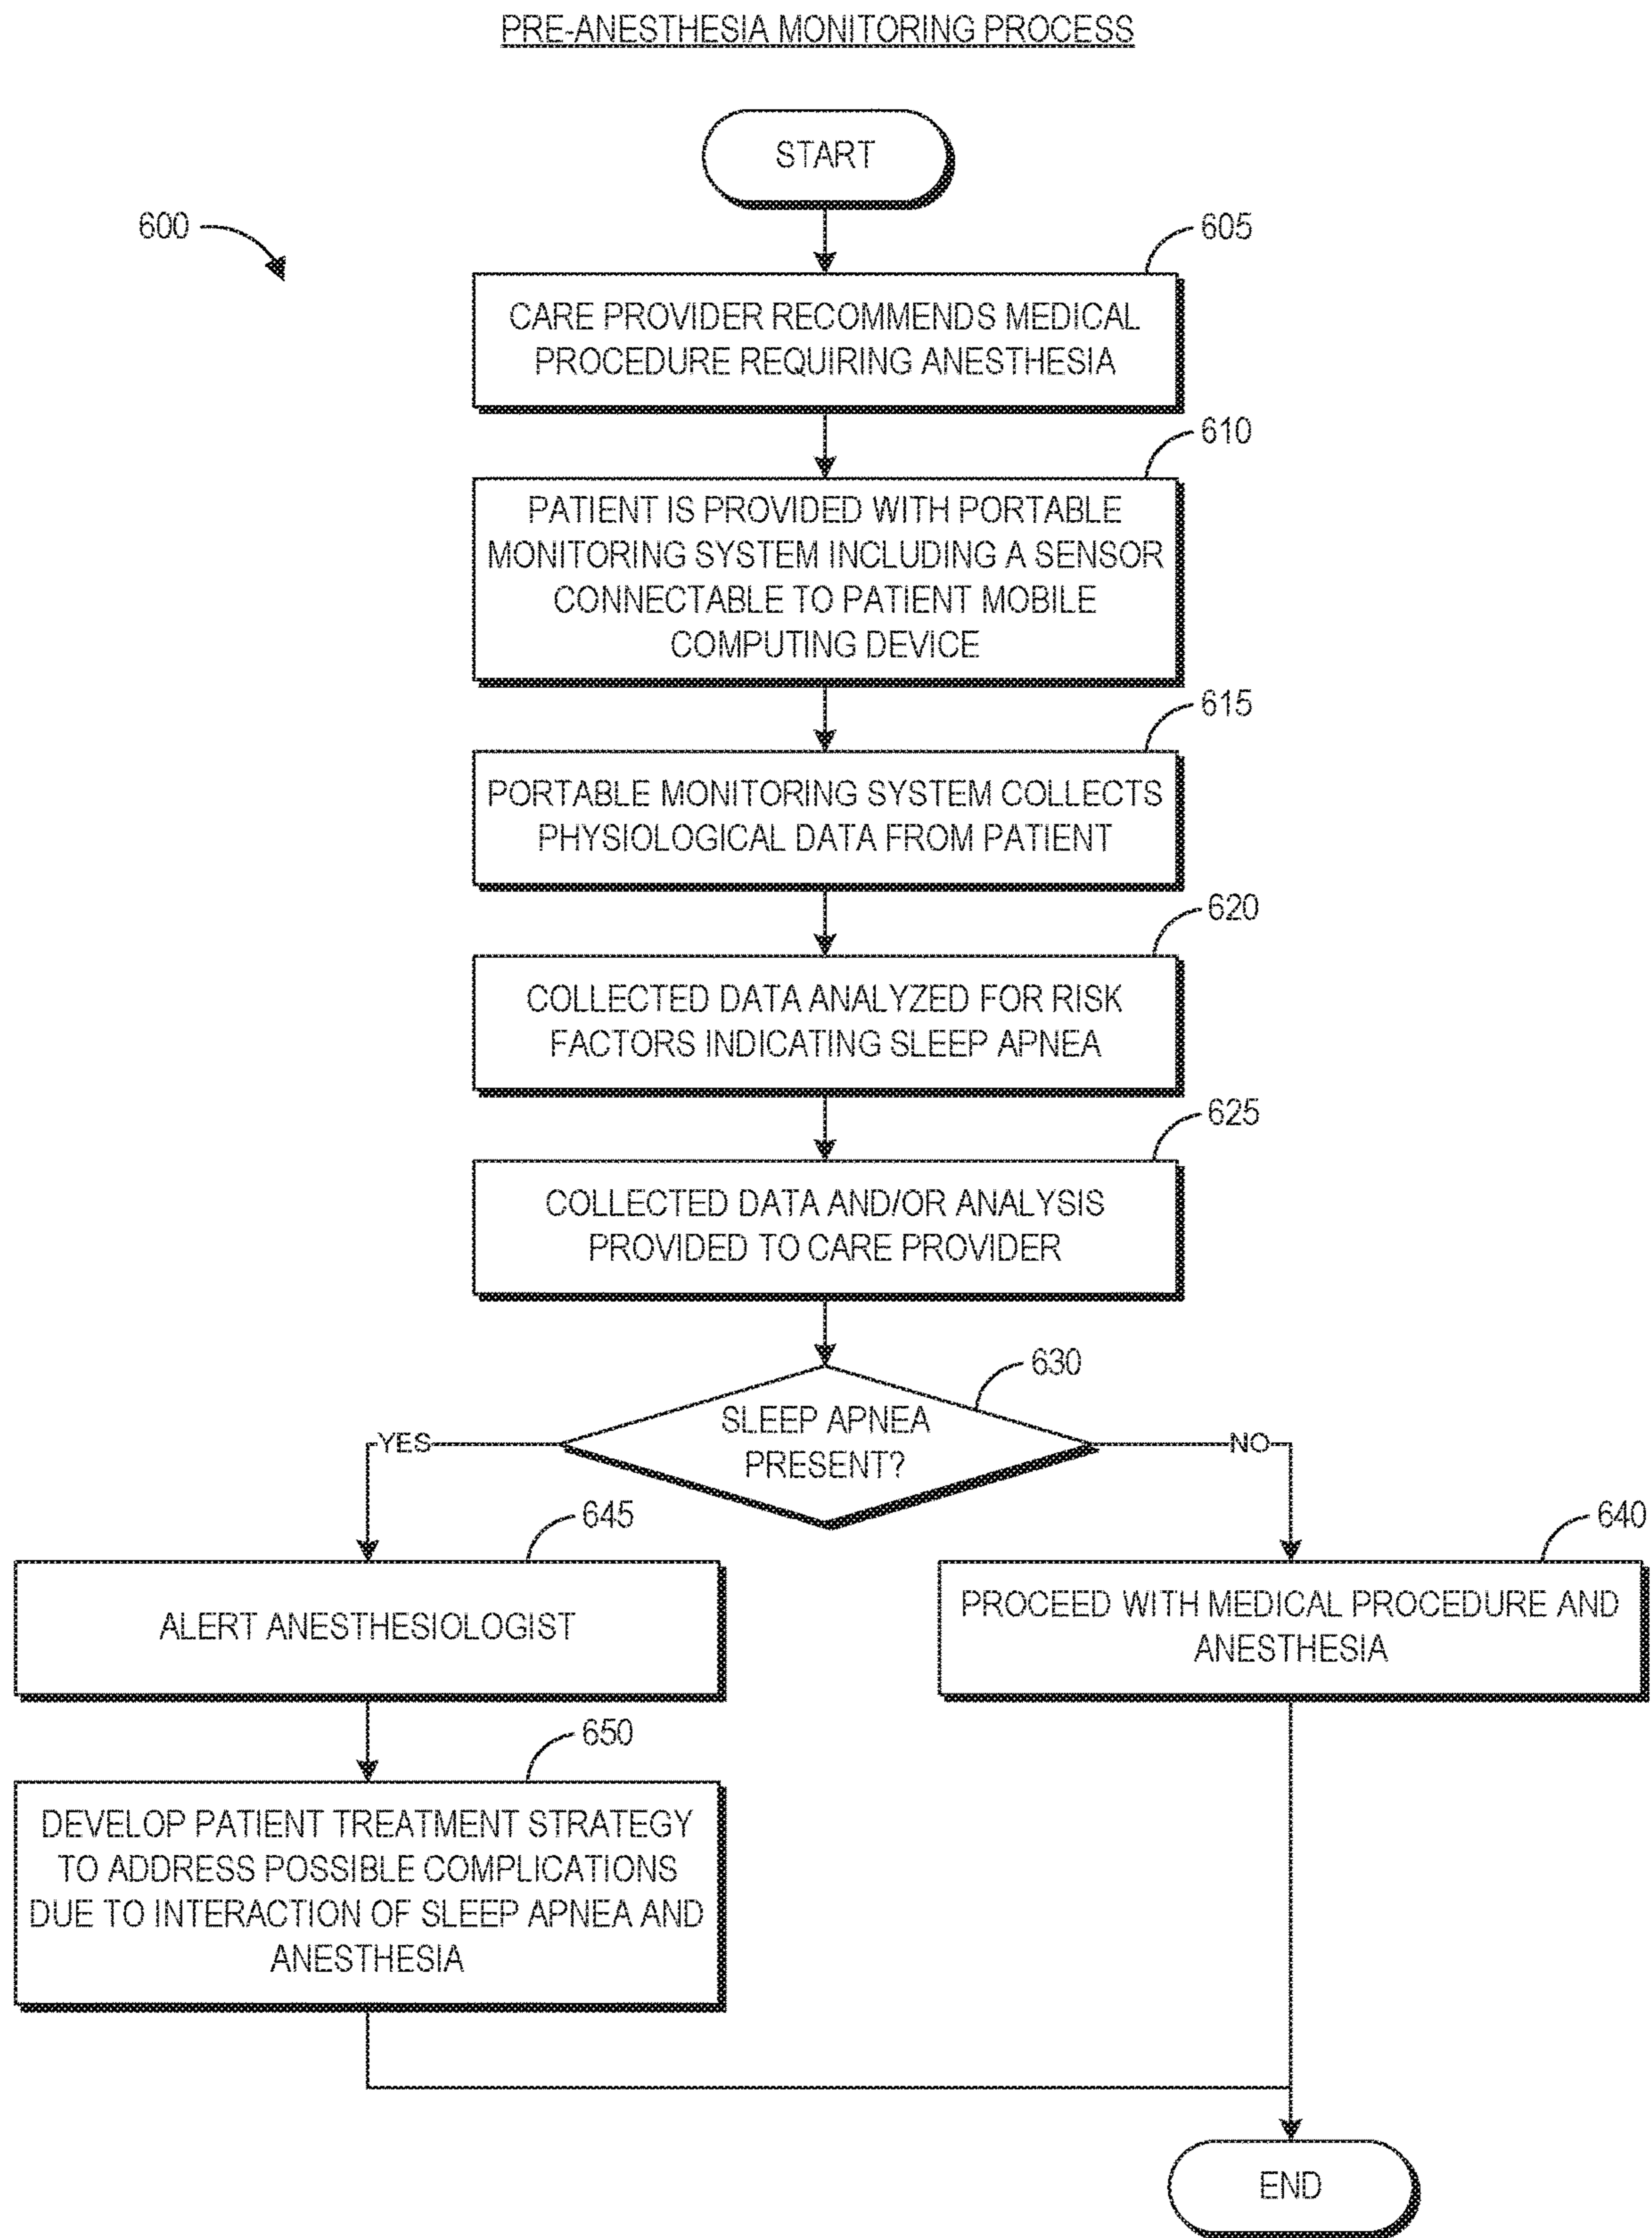 PRE-ANESTHESIA MONITORING PROCESS
START
600
605
CARE PROVIDER RECOMMENDS MEDICAL
PROCEDURE REQUIRING ANESTHESIA
610
PATIENT IS PROVIDED WITH PORTABLE
MONITORING SYSTEM INCLUDING A SENSOR
CONNECTABLE TO PATIENT MOBILE
COMPUTING DEVICE
615
PORTABLE MONITORING SYSTEM COLLECTS
PHYSIOLOGICAL DATA FROM PATIENT
620
COLLECTED DATA ANALYZED FOR RISK
FACTORS INDICATING SLEEP APNEA
625
COLLECTED DATA AND/OR ANALYSIS
PROVIDED TO CARE PROVIDER
630
SLEEP APNEA
PRESENT?
YES
NO
645
ALERT ANESTHESIOLOGIST
640
PROCEED WITH MEDICAL PROCEDURE AND
ANESTHESIA
650
DEVELOP PATIENT TREATMENT STRATEGY
TO ADDRESS POSSIBLE COMPLICATIONS
DUE TO INTERACTION OF SLEEP APNEA AND
ANESTHESIA
END